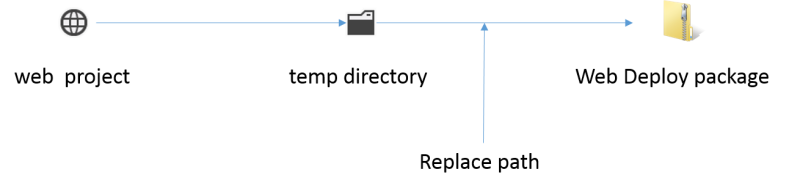 web project
temp directory
Web Deploy package
Replace path